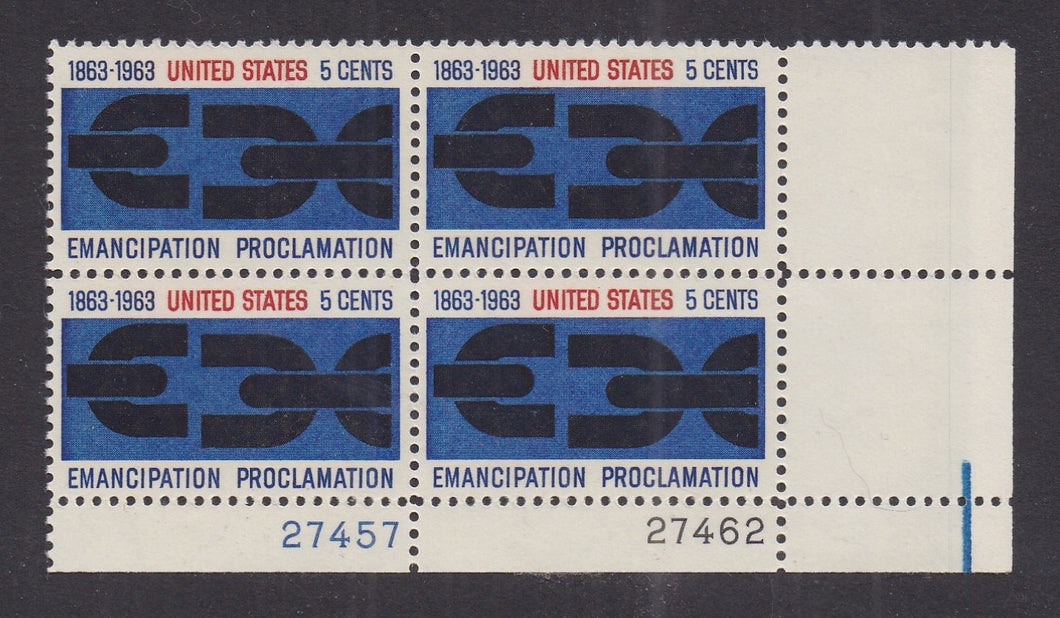 1863-1963 UNITED STATES 5 CENTS
EMANCIPATION PROCLAMATION
1863-1963 UNITED STATES 5 CENTS
EMANCIPATION PROCLAMATION
1863-1963 UNITED STATES 5 CENTS
EMANCIPATION PROCLAMATION
1863-1963 UNITED STATES 5 CENTS
EMANCIPATION PROCLAMATION
27457
27462